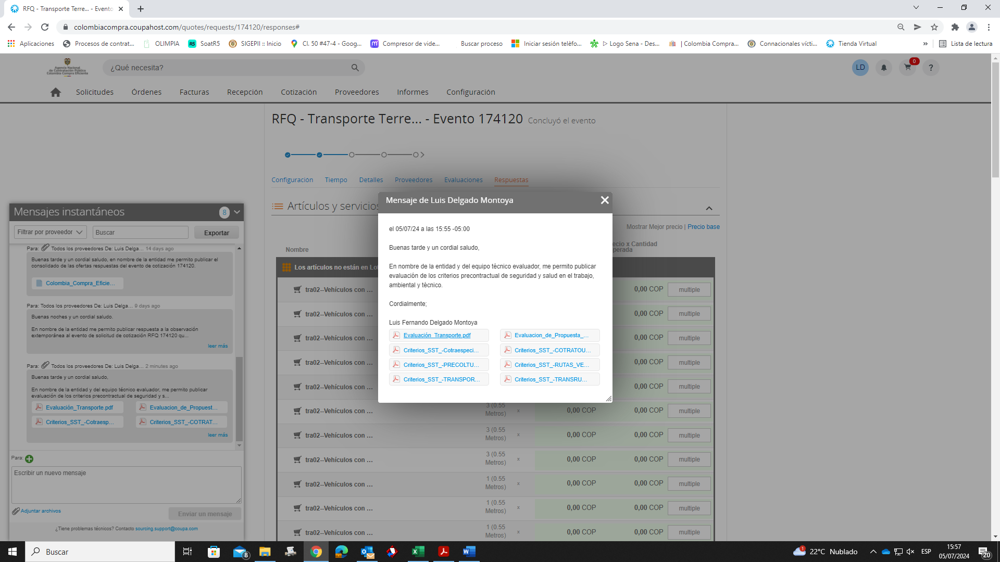 RFQ - Transporte Terre... - Evento
colombiacompra.coupahost.com/quotes/requests/174120/responses#
Aplicaciones
Procesos de contrat...
OLIMPIA
SoatR5
SIGEPII :: Inicio
Cl. 50 #47-4 - Goog...
Compresor de vide...
Buscar proceso
Iniciar sesión teléfo...
▷ Logo Sena - Des...
| Colombia Compra...
Connacionales vícti...
Tienda Virtual
»
Lista de lectura
Agencia Nacional
de Contratación Pública
Colombia Compra Eficiente
¿Qué necesita?
LD
0
?
Solicitudes
Órdenes
Facturas
Recepción
Cotización
Proveedores
Informes
Configuración
RFQ - Transporte Terre... - Evento 174120 Concluyó el evento
Configuración
Tiempo
Detalles
Proveedores
Evaluaciones
Respuestas
Artículos y servicios
Mostrar Mejor precio | Precio base
Nombre
ecio x Cantidad
perada
Los artículos no están en Lot
tra02--Vehículos con ... 0,00 COP multiple
tra02--Vehículos con ... 0,00 COP multiple
tra02--Vehículos con ... 0,00 COP multiple
tra02--Vehículos con ... 0,00 COP multiple
tra02--Vehículos con ... 0,00 COP multiple
tra02--Vehículos con ... 3 (0.55 Metros) x 0,00 COP 0,00 COP multiple
tra02--Vehículos con ... 3 (0.55 Metros) x 0,00 COP 0,00 COP multiple
tra02--Vehículos con ... 3 (0.55 Metros) x 0,00 COP 0,00 COP multiple
tra02--Vehículos con ... 1 (0.55 Metros) x 0,00 COP 0,00 COP multiple
tra02--Vehículos con ... 1 (0.55 Metros) x 0,00 COP 0,00 COP multiple
tra02--Vehículos con ... 1 (0.55 Metros) x 0,00 COP 0,00 COP multiple
Mensaje de Luis Delgado Montoya
el 05/07/24 a las 15:55 -05:00
Buenas tarde y un cordial saludo,
En nombre de la entidad y del equipo técnico evaluador, me permito publicar
evaluación de los criterios precontractual de seguridad y salud en el trabajo,
ambiental y técnico.
Cordialmente;
Luis Fernando Delgado Montoya
Evaluación_Transporte.pdf
Evaluacion_de_Propuesta_...
Criterios_SST_-Cotraespeci...
Criterios_SST_-COTRATOU...
Criterios_SST_-PRECOLTU...
Criterios_SST_-RUTAS_VE...
Criterios_SST_-TRANSPOR...
Criterios_SST_-TRANSRU...
Mensajes instantáneos
8
Filtrar por proveedor
Buscar
Exportar
Para: Todos los proveedores De: Luis Delga... 14 days ago
Buenas tarde y un cordial saludo, en nombre de la entidad me permito publicar el
consolidado de las ofertas respuestas del evento de cotización 174120.
Colombia_Compra_Eficie...
Para: Todos los proveedores De: Luis Delga... 9 days ago
Buenas noches y un cordial saludo.
En nombre de la entidad me permito publicar respuesta a la observación
extemporánea al evento de solicitud de cotización RFQ 174120 qu...
leer más
Para: Todos los proveedores De: Luis Delga... 2 minutes ago
Buenas tarde y un cordial saludo,
En nombre de la entidad y del equipo técnico evaluador, me permito publicar
evaluación de los criterios precontractual de seguridad y s...
Evaluación_Transporte.pdf
Evaluacion_de_Propuest...
Criterios_SST_-Cotraesp...
Criterios_SST_-COTRAT...
leer más
Para:
Escribir un nuevo mensaje
Adjuntar archivos
Enviar un mensaje
¿Tiene problemas técnicos? Contacto sourcing.support@coupa.com
Buscar
8
1
22°C Nublado
ESP
15:57
05/07/2024
20